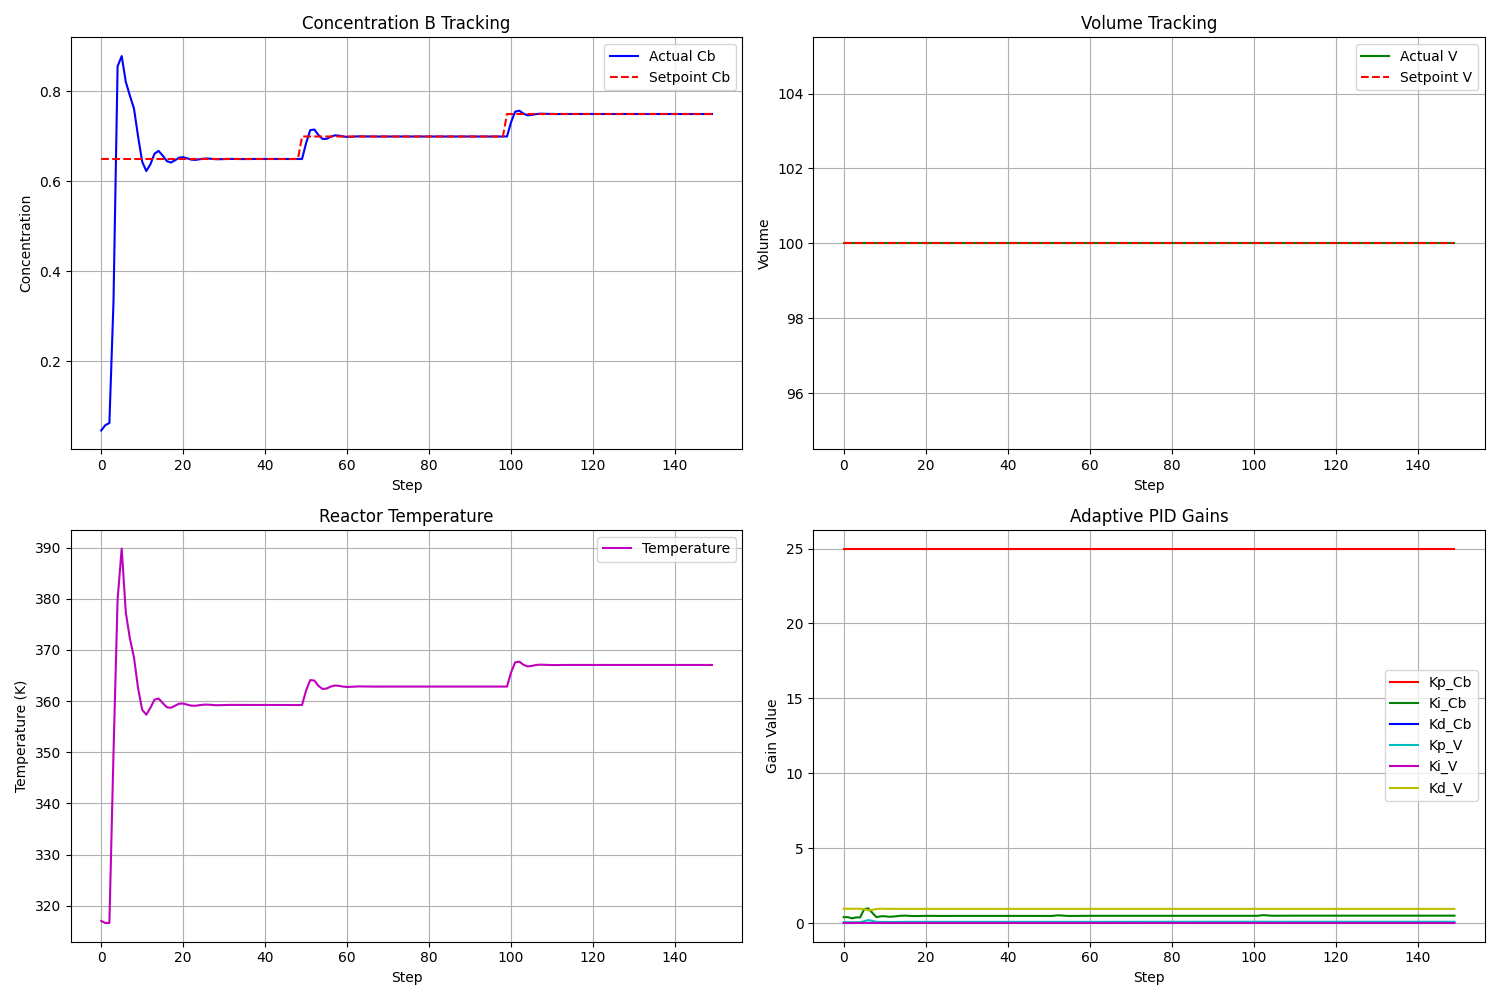 Concentration B Tracking
Actual Cb
Setpoint Cb
Concentration
0.8
0.6
0.4
0.2
0 20 40 60 80 100 120 140
Step
Volume Tracking
Actual V
Setpoint V
Volume
104
102
100
98
96
0 20 40 60 80 100 120 140
Step
Reactor Temperature
Temperature
Temperature (K)
390
380
370
360
350
340
330
320
0 20 40 60 80 100 120 140
Step
Adaptive PID Gains
Gain Value
25
20
15
10
5
0
Kp_Cb
Ki_Cb
Kd_Cb
Kp_V
Ki_V
Kd_V
0 20 40 60 80 100 120 140
Step